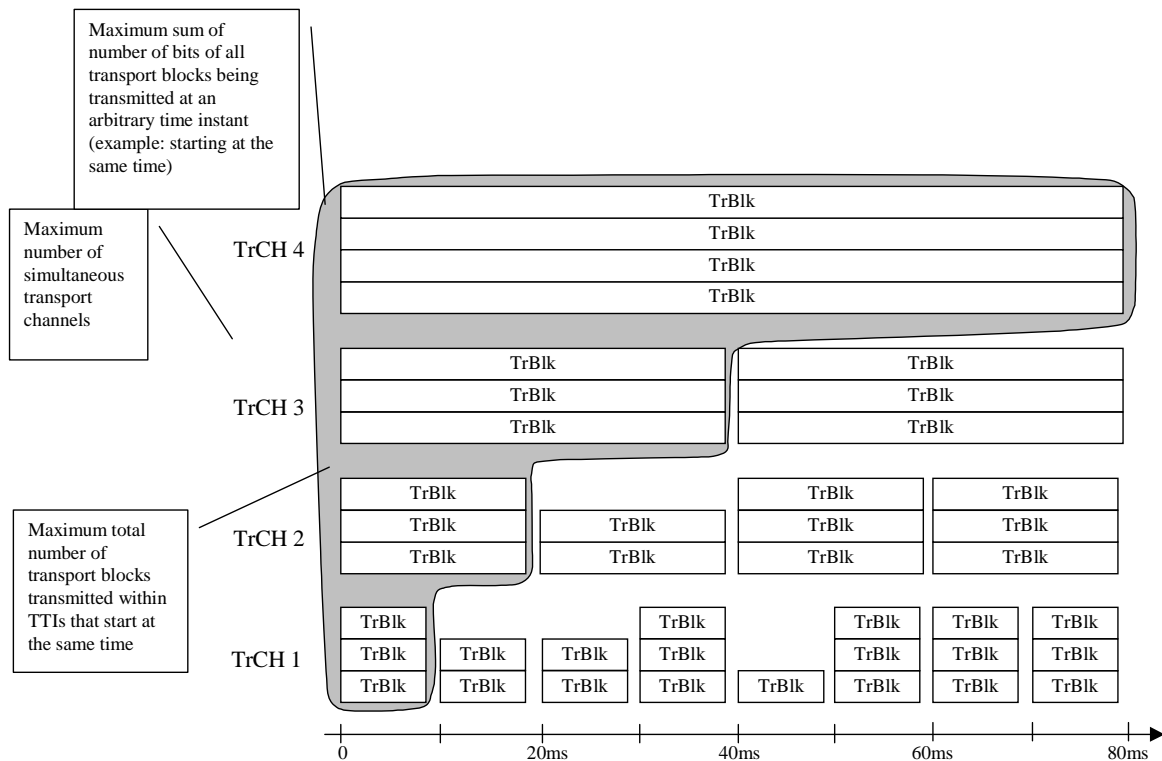 Maximum sum of
number of bits of all
transport blocks being
transmitted at an
arbitrary time instant
(example: starting at the
same time)
Maximum
number of
simultaneous
transport
channels
Maximum total
number of
transport blocks
transmitted within
TTIs that start at
the same time
TrCH 4
TrBlk
TrBlk
TrBlk
TrBlk
TrCH 3
TrBlk TrBlk
TrBlk TrBlk
TrBlk TrBlk
TrCH 2
TrBlk TrBlk TrBlk
TrBlk TrBlk TrBlk TrBlk
TrBlk TrBlk TrBlk TrBlk
TrCH 1
TrBlk TrBlk TrBlk TrBlk TrBlk
TrBlk TrBlk TrBlk TrBlk TrBlk TrBlk TrBlk
TrBlk TrBlk TrBlk TrBlk TrBlk TrBlk TrBlk TrBlk
0 20ms 40ms 60ms 80ms